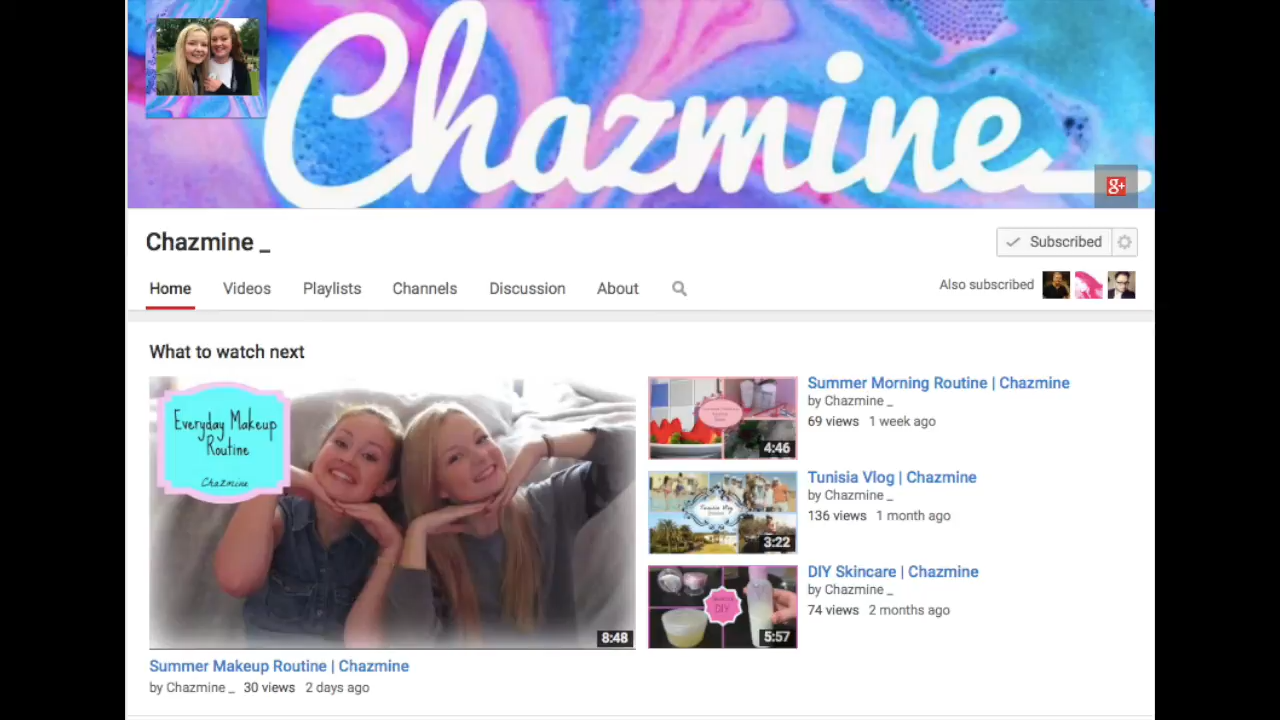 Chazmine
g+
Chazmine _
Subscribed
Home Videos Playlists Channels Discussion About
Also subscribed
What to watch next
Everyday Makeup
Routine
Chazmine
8:48
Summer Makeup Routine | Chazmine
by Chazmine _ 30 views 2 days ago
4:46
Summer Morning Routine | Chazmine
by Chazmine _
69 views 1 week ago
Tunisia Vlog
3:22
Tunisia Vlog | Chazmine
by Chazmine _
136 views 1 month ago
DIY
5:57
DIY Skincare | Chazmine
by Chazmine _
74 views 2 months ago